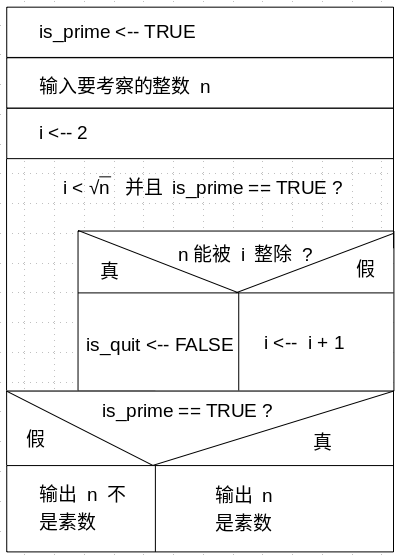 is_prime <-- TRUE
输入要考察的整数 n
i <-- 2
i < √n 并且 is_prime == TRUE ?
n 能被 i 整除 ?
真
假
is_quit <-- FALSE
i <-- i + 1
is_prime == TRUE ?
假
真
输出 n 不
是素数
输出 n
是素数